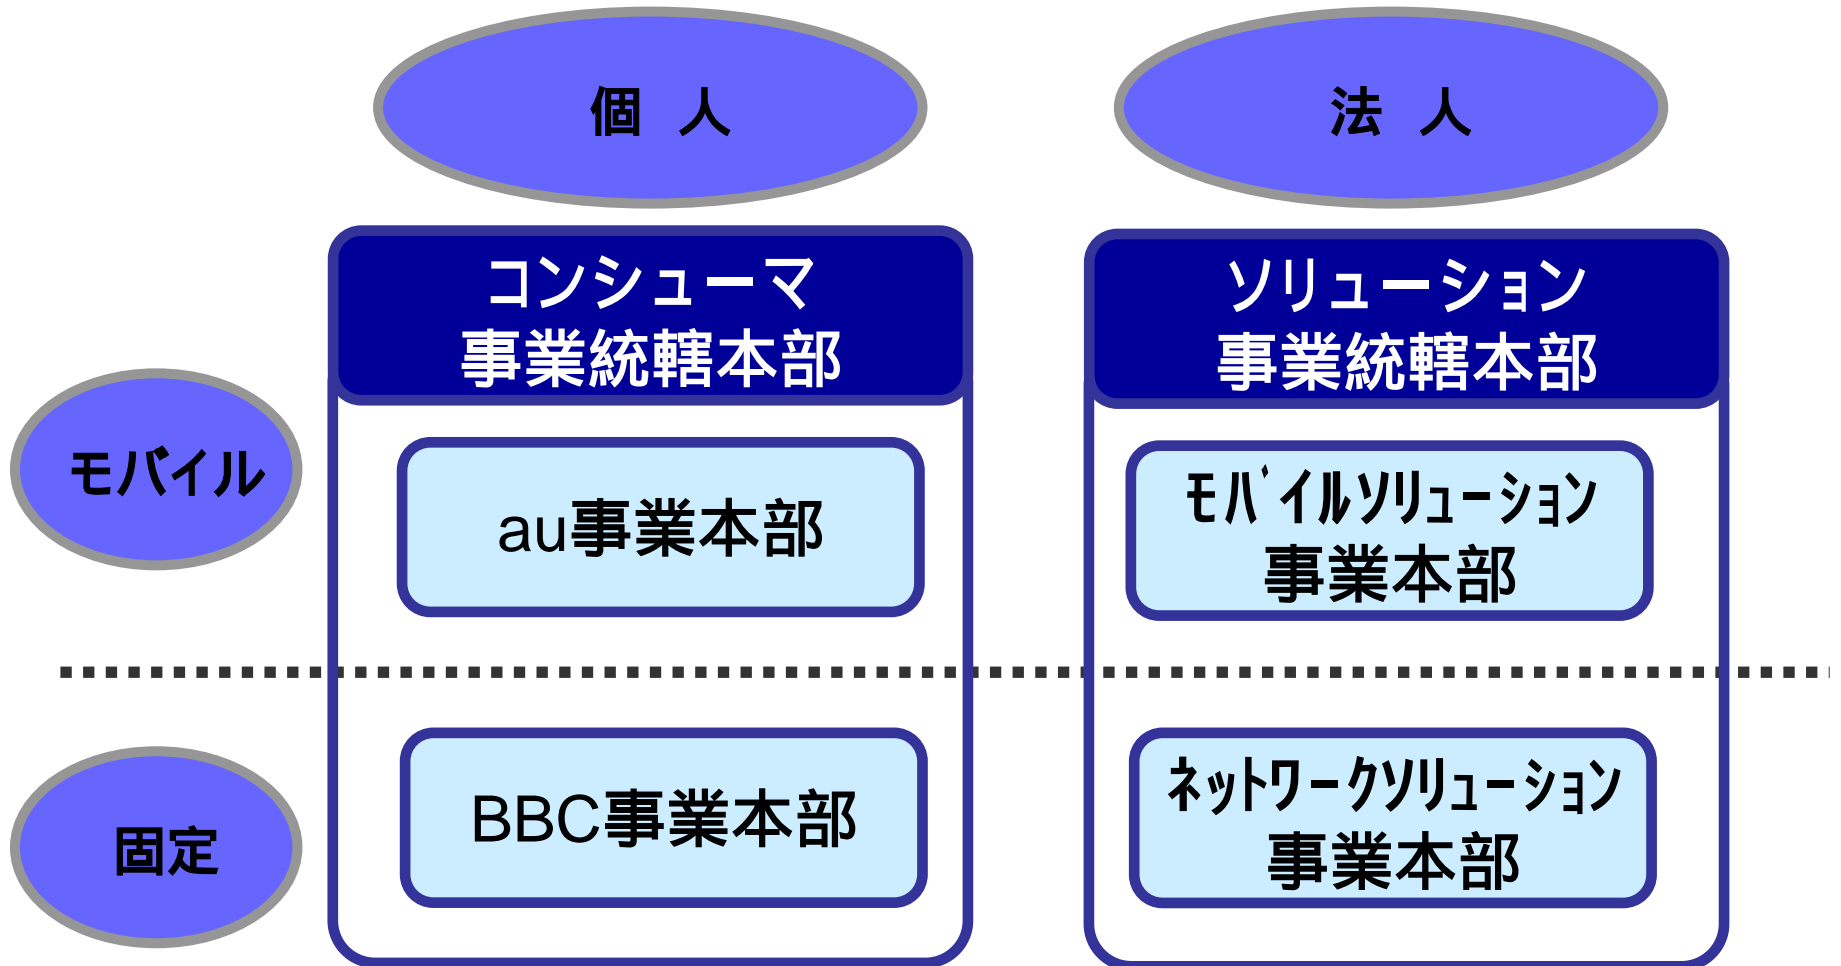 個 人
法 人
コンシューマ
事業統轄本部
ソリューション
事業統轄本部
モバイル
au事業本部
ﾓﾊﾞｲﾙｿﾘｭｰｼｮﾝ
事業本部
固定
BBC事業本部
ﾈｯﾄﾜｰｸｿﾘｭｰｼｮﾝ
事業本部